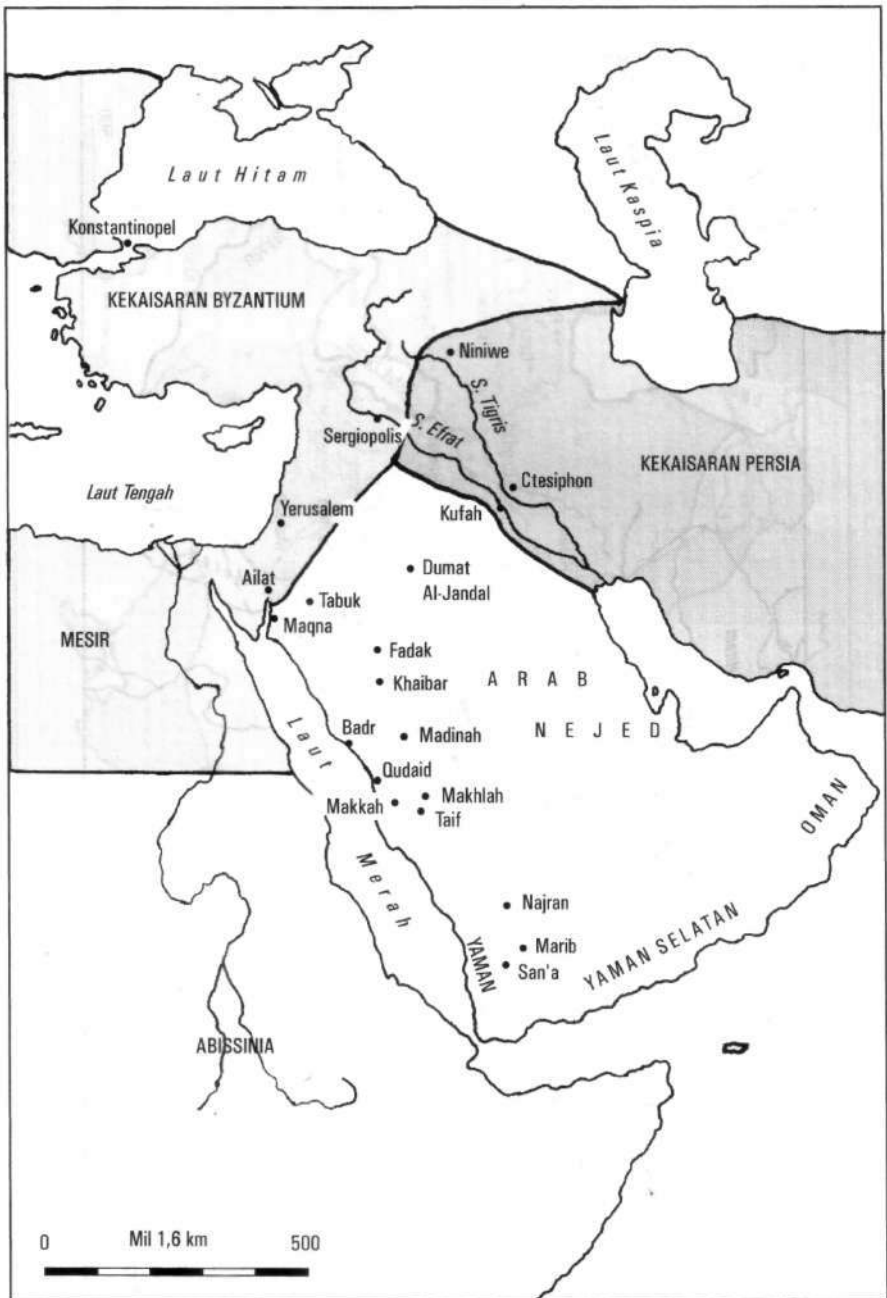 Laut Hitam
Laut Kaspia
Konstantinopel
KEKAISARAN BYZANTIUM
Niniwe
S. Tigris
Sergiopolis
S. Efrat
KEKAISARAN PERSIA
Laut Tengah
Ctesiphon
Yerusalem
Kufah
Dumat
Al-Jandal
Ailat
Tabuk
Maqna
MESIR
Fadak
Khaibar
ARAB
NEJED
Laut Merah
Badr
Madinah
Qudaid
Makhlah
Makkah
Taif
OMAN
Najran
Marib
San'a
YAMAN
YAMAN SELATAN
ABISSINIA
0 Mil 1,6 km 500